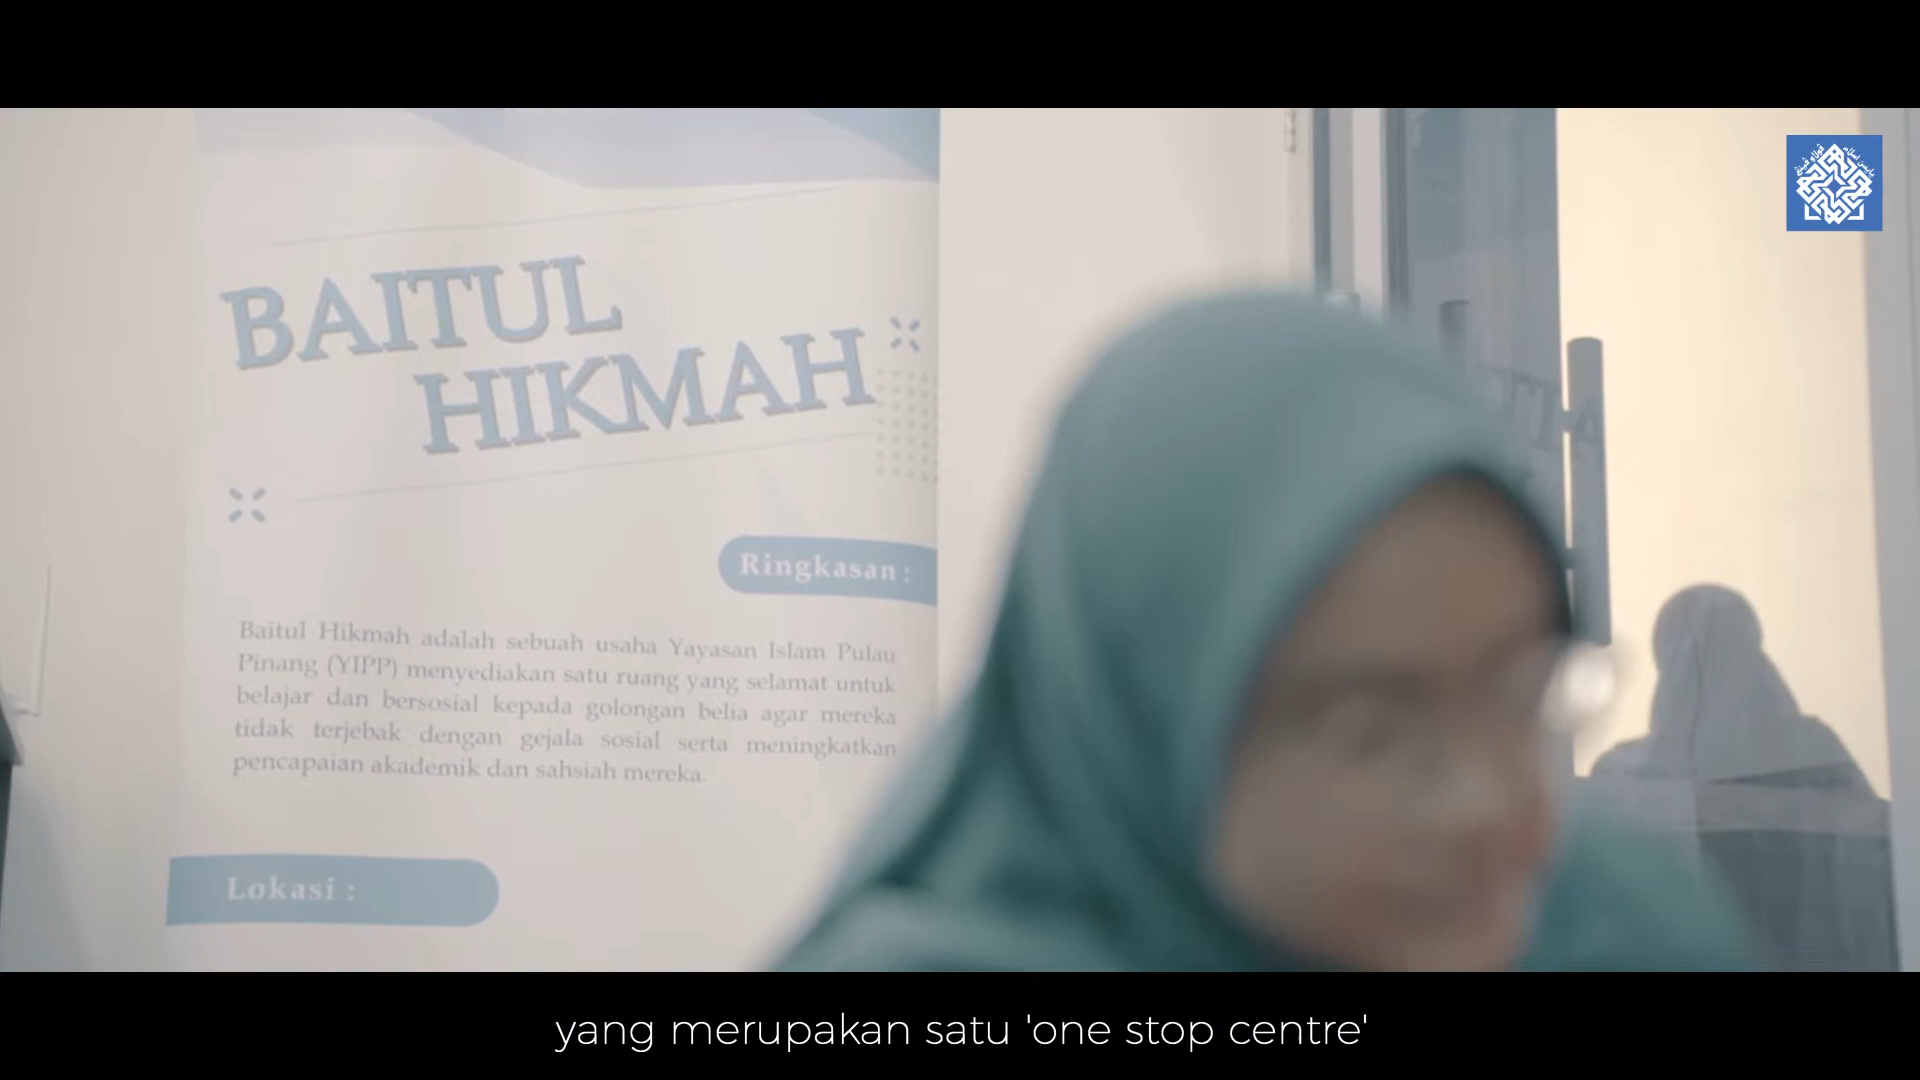 BAITUL
HIKMAH
Ringkasan :
Baitul Hikmah adalah sebuah usaha Yayasan Islam Pulau
Pinang (YIPP) menyediakan satu ruang yang selamat untuk
belajar dan bersosial kepada golongan belia agar mereka
tidak terjebak dengan gejala sosial serta meningkatkan
pencapaian akademik dan sahsiah mereka.
Lokasi :
yang merupakan satu 'one stop centre'